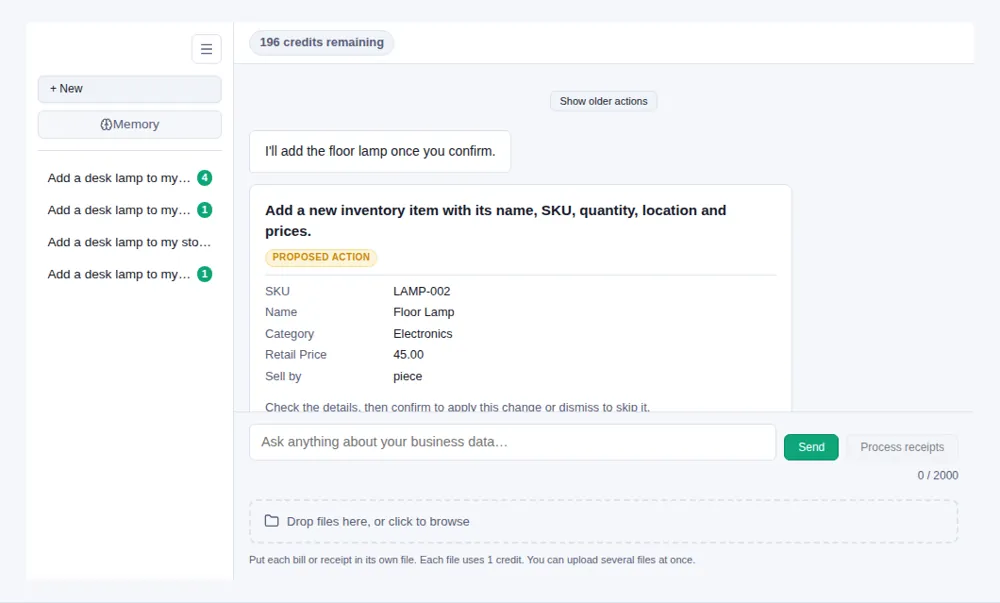 196 credits remaining
+ New
Memory
Add a desk lamp to my… 4
Add a desk lamp to my… 1
Add a desk lamp to my sto…
Add a desk lamp to my… 1
Show older actions
I'll add the floor lamp once you confirm.
Add a new inventory item with its name, SKU, quantity, location and
prices.
PROPOSED ACTION
SKU LAMP-002
Name Floor Lamp
Category Electronics
Retail Price 45.00
Sell by piece
Check the details, then confirm to apply this change or dismiss to skip it.
Ask anything about your business data…
Send
Process receipts
0 / 2000
Drop files here, or click to browse
Put each bill or receipt in its own file. Each file uses 1 credit. You can upload several files at once.